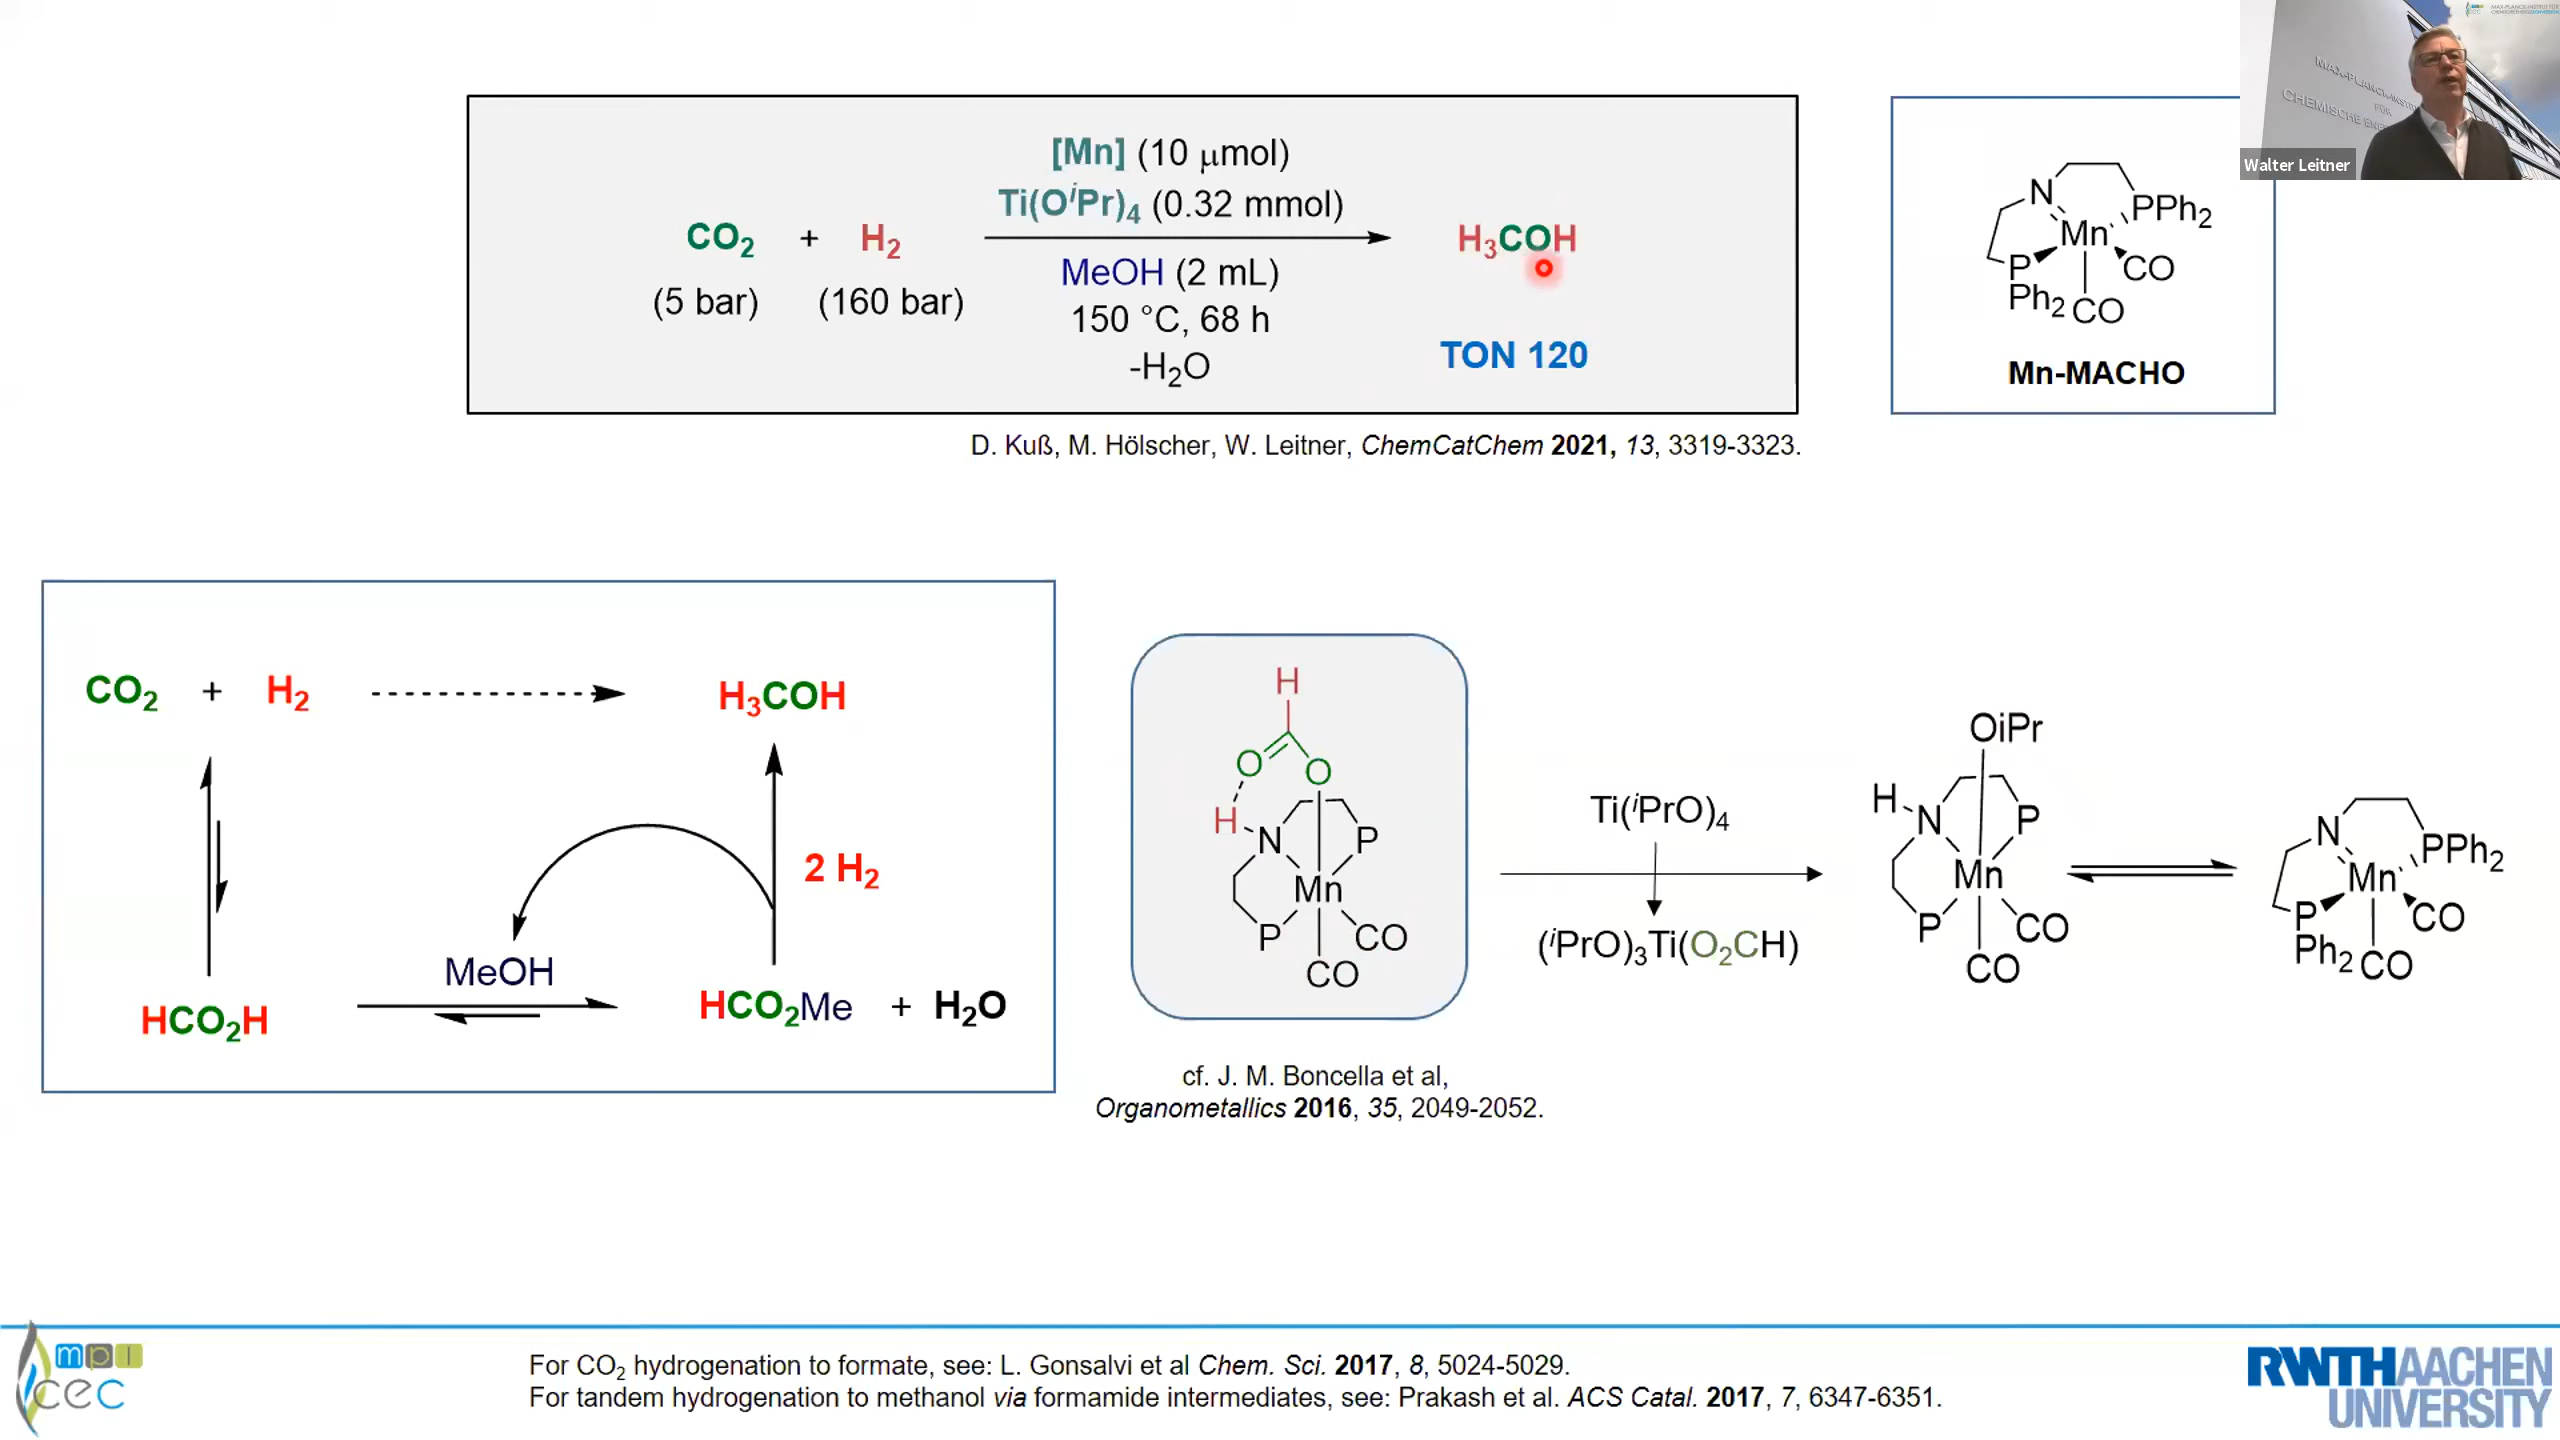 [Mn] (10 μmol)
Ti(OⁱPr)₄ (0.32 mmol)
CO₂ + H₂
H₃COH
(5 bar) (160 bar)
MeOH (2 mL)
150 °C, 68 h
-H₂O
TON 120
D. Kuß, M. Hölscher, W. Leitner, ChemCatChem 2021, 13, 3319-3323.
N
PPh₂
Mn
P
Ph₂
CO
CO
Mn-MACHO
CHEMISCHE
Walter Leitner
CO₂ + H₂
H₃COH
2 H₂
MeOH
HCO₂H
HCO₂Me + H₂O
H
O
O
H
N
P
Mn
P
CO
CO
cf. J. M. Boncella et al,
Organometallics 2016, 35, 2049-2052.
Ti(ⁱPrO)₄
(ⁱPrO)₃Ti(O₂CH)
OiPr
H
N
P
Mn
P
CO
CO
N
PPh₂
Mn
P
Ph₂
CO
CO
mpi
cec
For CO₂ hydrogenation to formate, see: L. Gonsalvi et al Chem. Sci. 2017, 8, 5024-5029.
For tandem hydrogenation to methanol via formamide intermediates, see: Prakash et al. ACS Catal. 2017, 7, 6347-6351.
RWTHAACHEN
UNIVERSITY